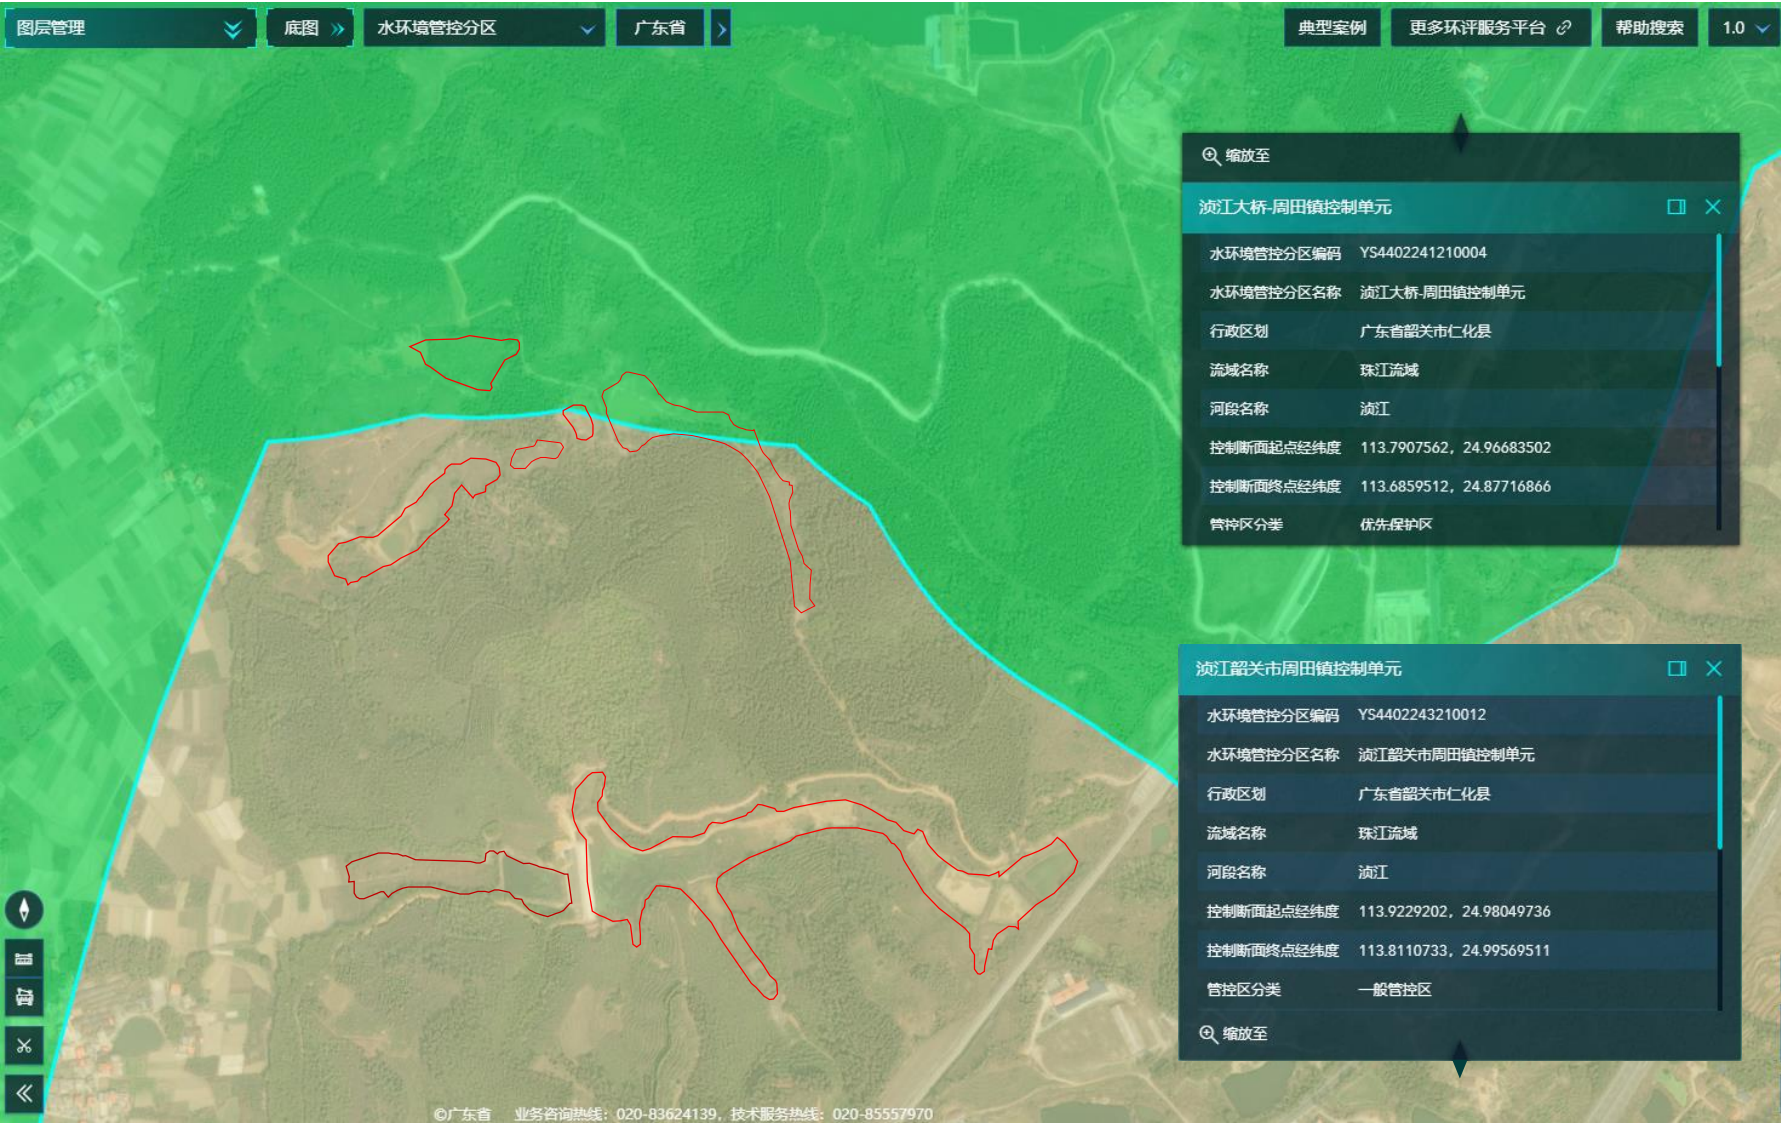 图层管理
底图
水环境管控分区
广东省
典型案例
更多环评服务平台
帮助搜索
1.0
缩放至
浈江大桥-周田镇控制单元
水环境管控分区编码 YS4402241210004
水环境管控分区名称 浈江大桥-周田镇控制单元
行政区划 广东省韶关市仁化县
流域名称 珠江流域
河段名称 浈江
控制断面起点经纬度 113.7907562，24.96683502
控制断面终点经纬度 113.6859512，24.87716866
管控区分类 优先保护区
浈江韶关市周田镇控制单元
水环境管控分区编码 YS4402243210012
水环境管控分区名称 浈江韶关市周田镇控制单元
行政区划 广东省韶关市仁化县
流域名称 珠江流域
河段名称 浈江
控制断面起点经纬度 113.9229202，24.98049736
控制断面终点经纬度 113.8110733，24.99569511
管控区分类 一般管控区
缩放至
©广东省 业务咨询热线：020-83624139，技术服务热线：020-85557970